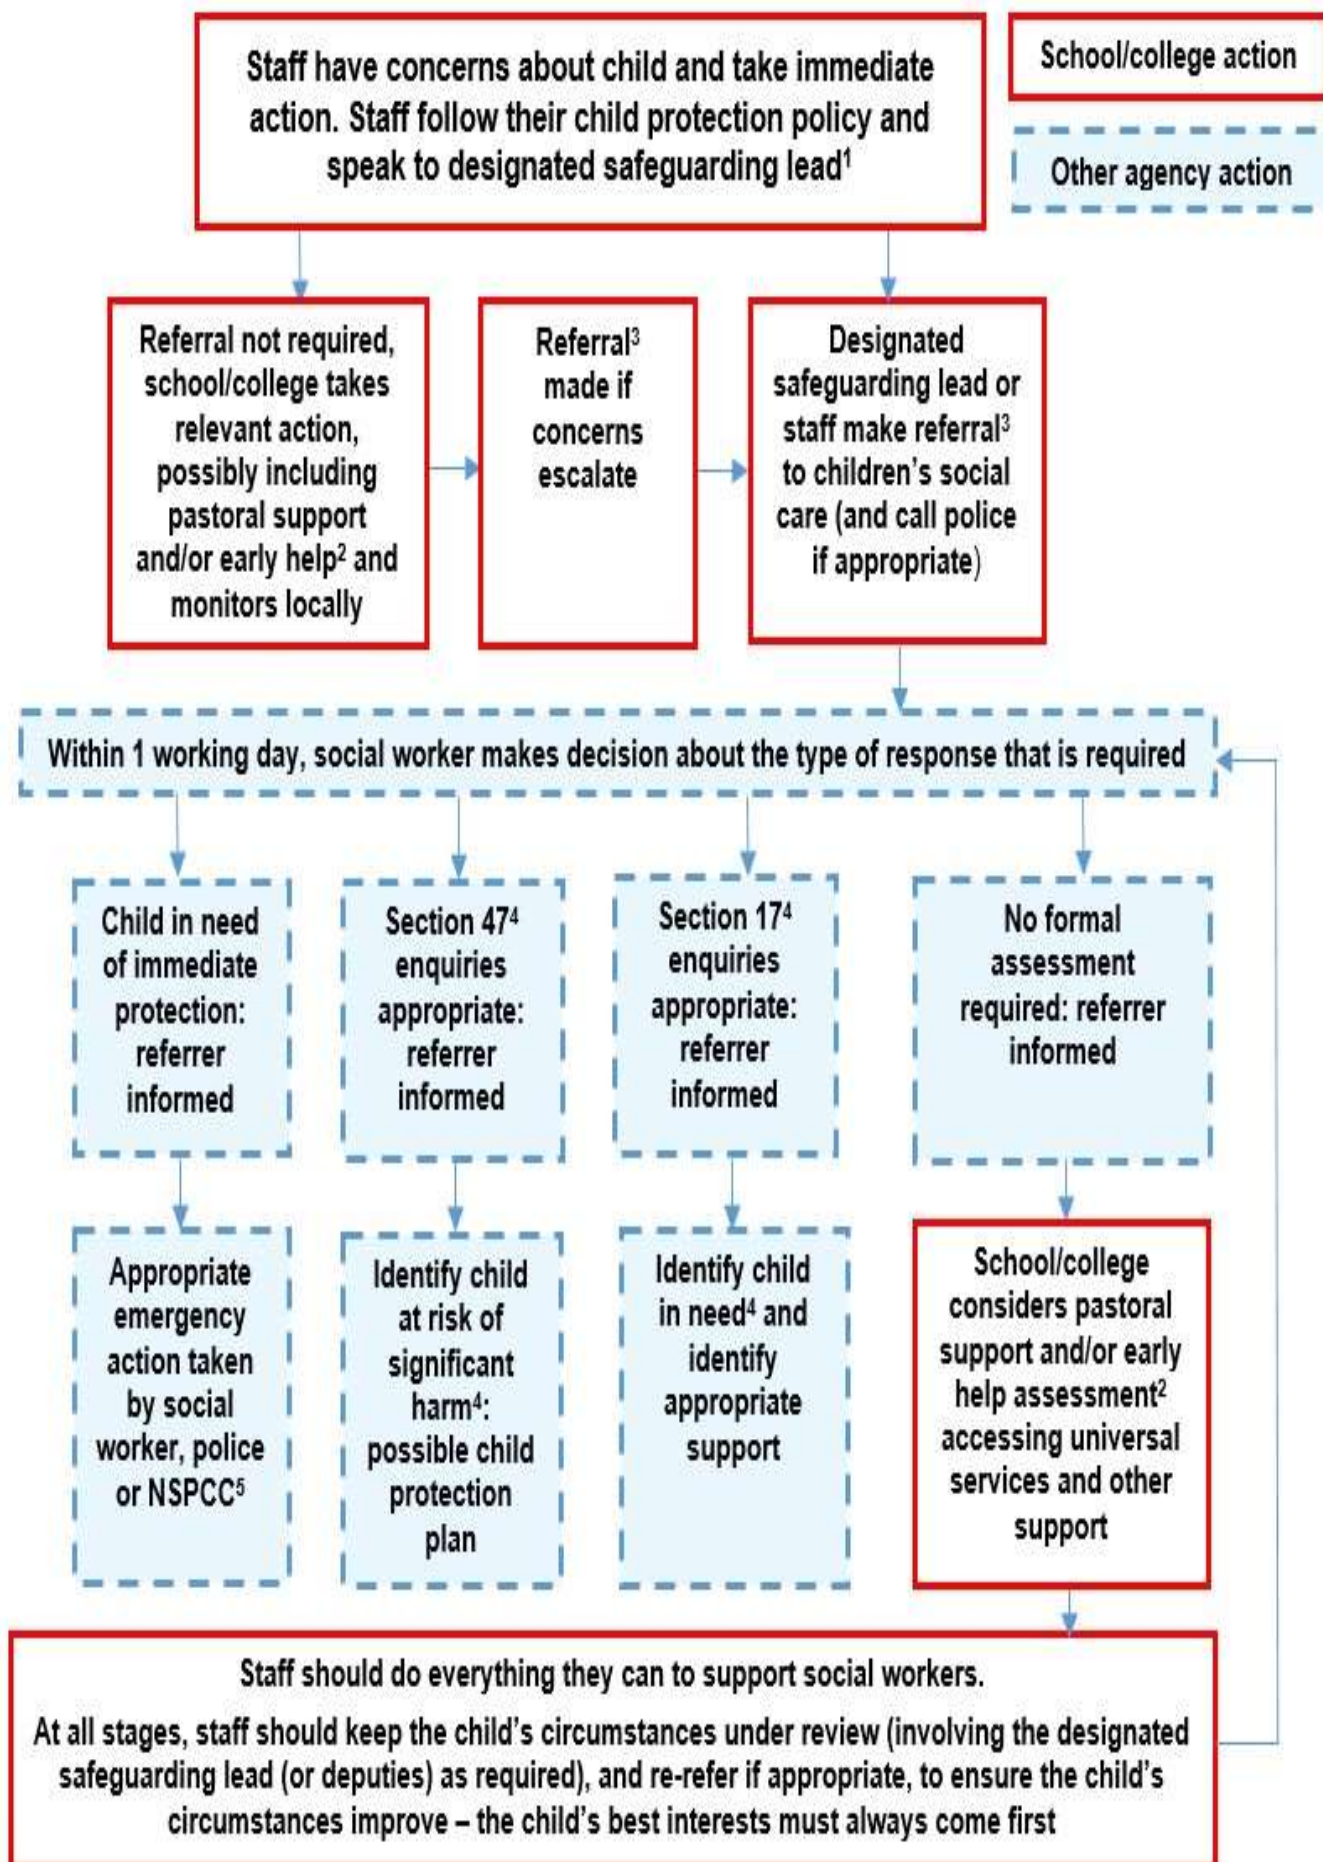 Staff have concerns about child and take immediate
action. Staff follow their child protection policy and
speak to designated safeguarding lead¹
School/college action
Other agency action
Referral not required,
school/college takes
relevant action,
possibly including
pastoral support
and/or early help² and
monitors locally
Referral³
made if
concerns
escalate
Designated
safeguarding lead or
staff make referral³
to children's social
care (and call police
if appropriate)
Within 1 working day, social worker makes decision about the type of response that is required
Child in need
of immediate
protection:
referrer
informed
Section 47⁴
enquiries
appropriate:
referrer
informed
Section 17⁴
enquiries
appropriate:
referrer
informed
No formal
assessment
required: referrer
informed
Appropriate
emergency
action taken
by social
worker, police
or NSPCC⁵
Identify child
at risk of
significant
harm⁴:
possible child
protection
plan
Identify child
in need⁴ and
identify
appropriate
support
School/college
considers pastoral
support and/or early
help assessment²
accessing universal
services and other
support
Staff should do everything they can to support social workers.
At all stages, staff should keep the child's circumstances under review (involving the designated
safeguarding lead (or deputies) as required), and re-refer if appropriate, to ensure the child's
circumstances improve – the child's best interests must always come first